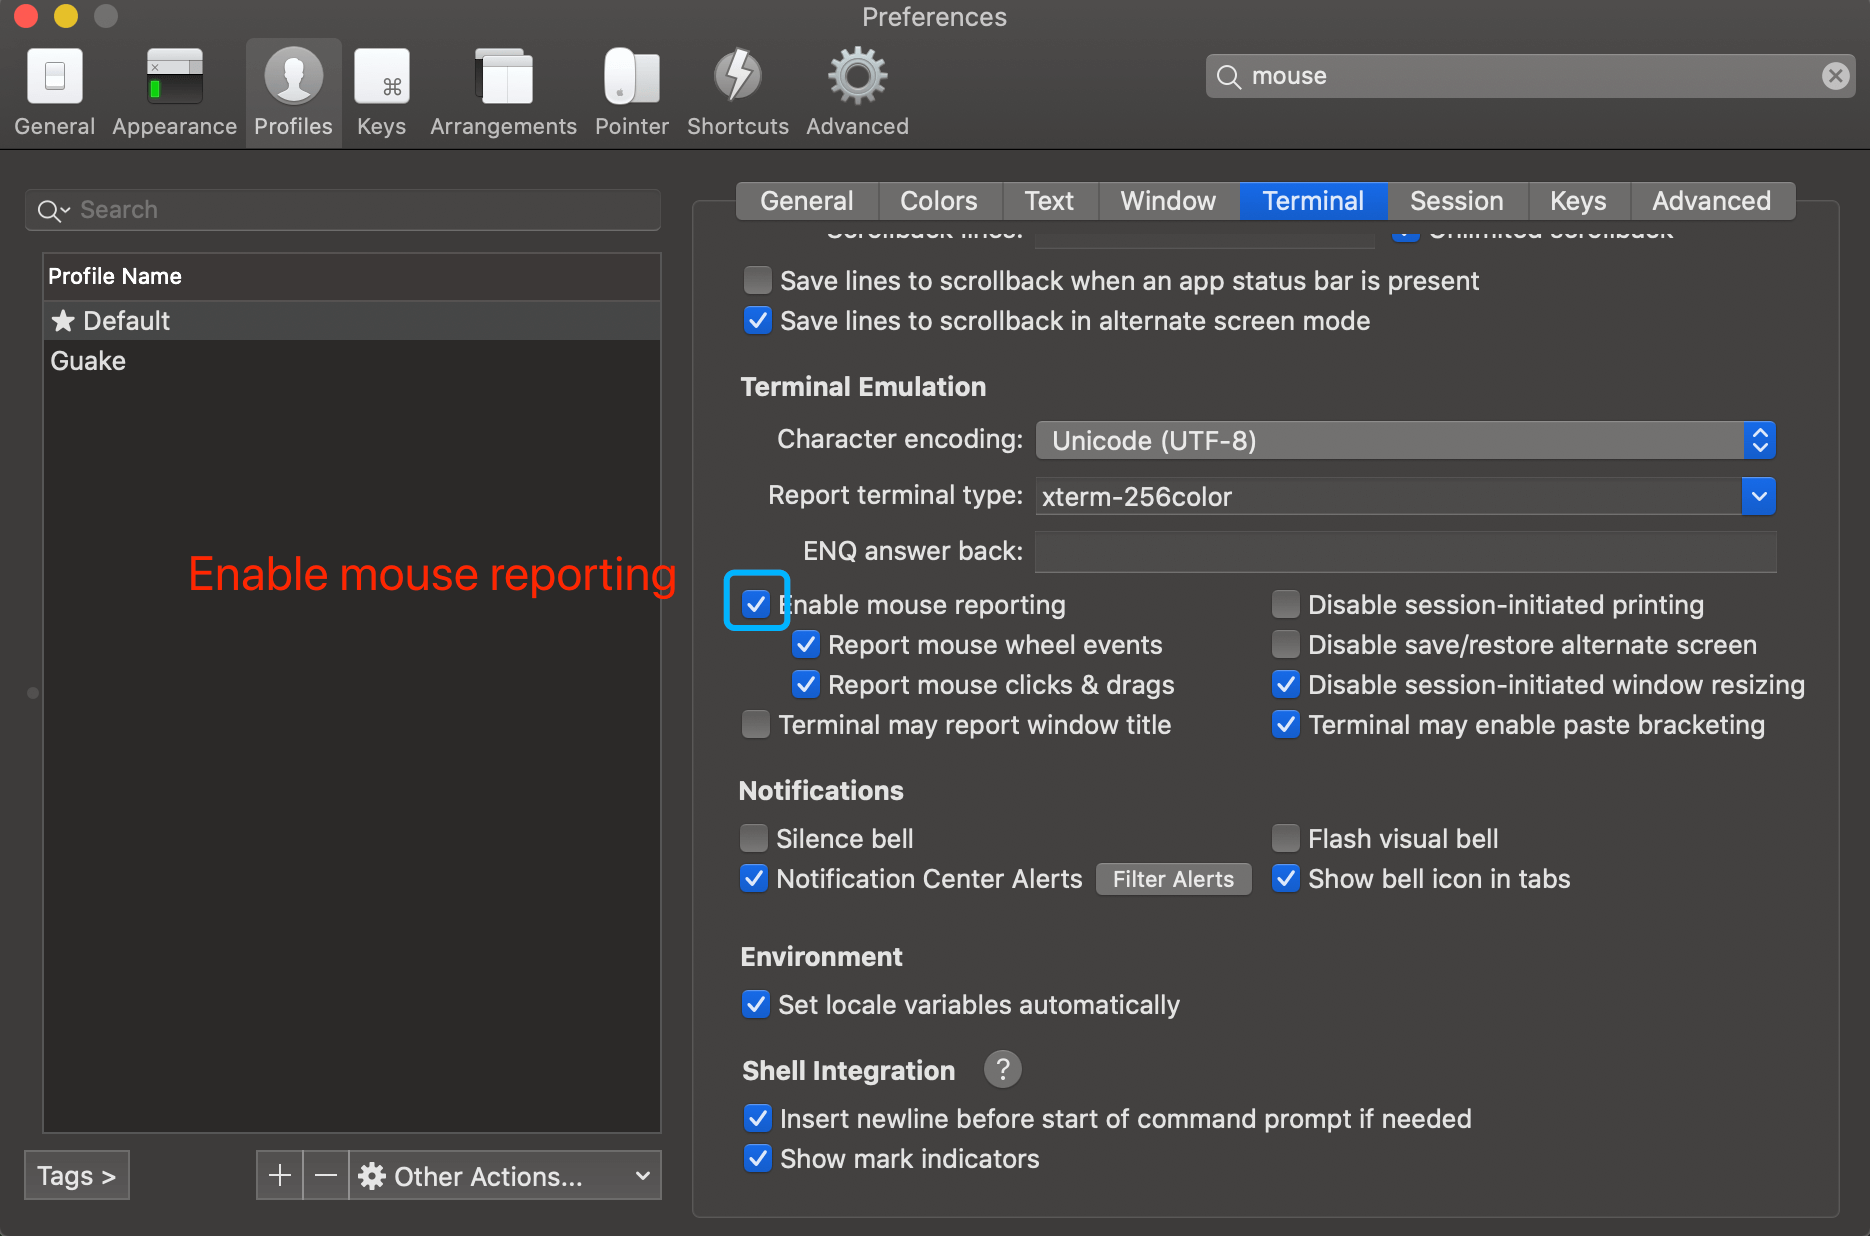 Preferences
General
Appearance
Profiles
Keys
Arrangements
Pointer
Shortcuts
Advanced
mouse
Search
Profile Name
Default
Guake
Enable mouse reporting
Tags >
Other Actions...
General
Colors
Text
Window
Terminal
Session
Keys
Advanced
Scrollback lines:
Unlimited scrollback
Save lines to scrollback when an app status bar is present
Save lines to scrollback in alternate screen mode
Terminal Emulation
Character encoding: Unicode (UTF-8)
Report terminal type: xterm-256color
ENQ answer back:
Enable mouse reporting
Disable session-initiated printing
Report mouse wheel events
Disable save/restore alternate screen
Report mouse clicks & drags
Disable session-initiated window resizing
Terminal may report window title
Terminal may enable paste bracketing
Notifications
Silence bell
Flash visual bell
Notification Center Alerts
Filter Alerts
Show bell icon in tabs
Environment
Set locale variables automatically
Shell Integration ?
Insert newline before start of command prompt if needed
Show mark indicators